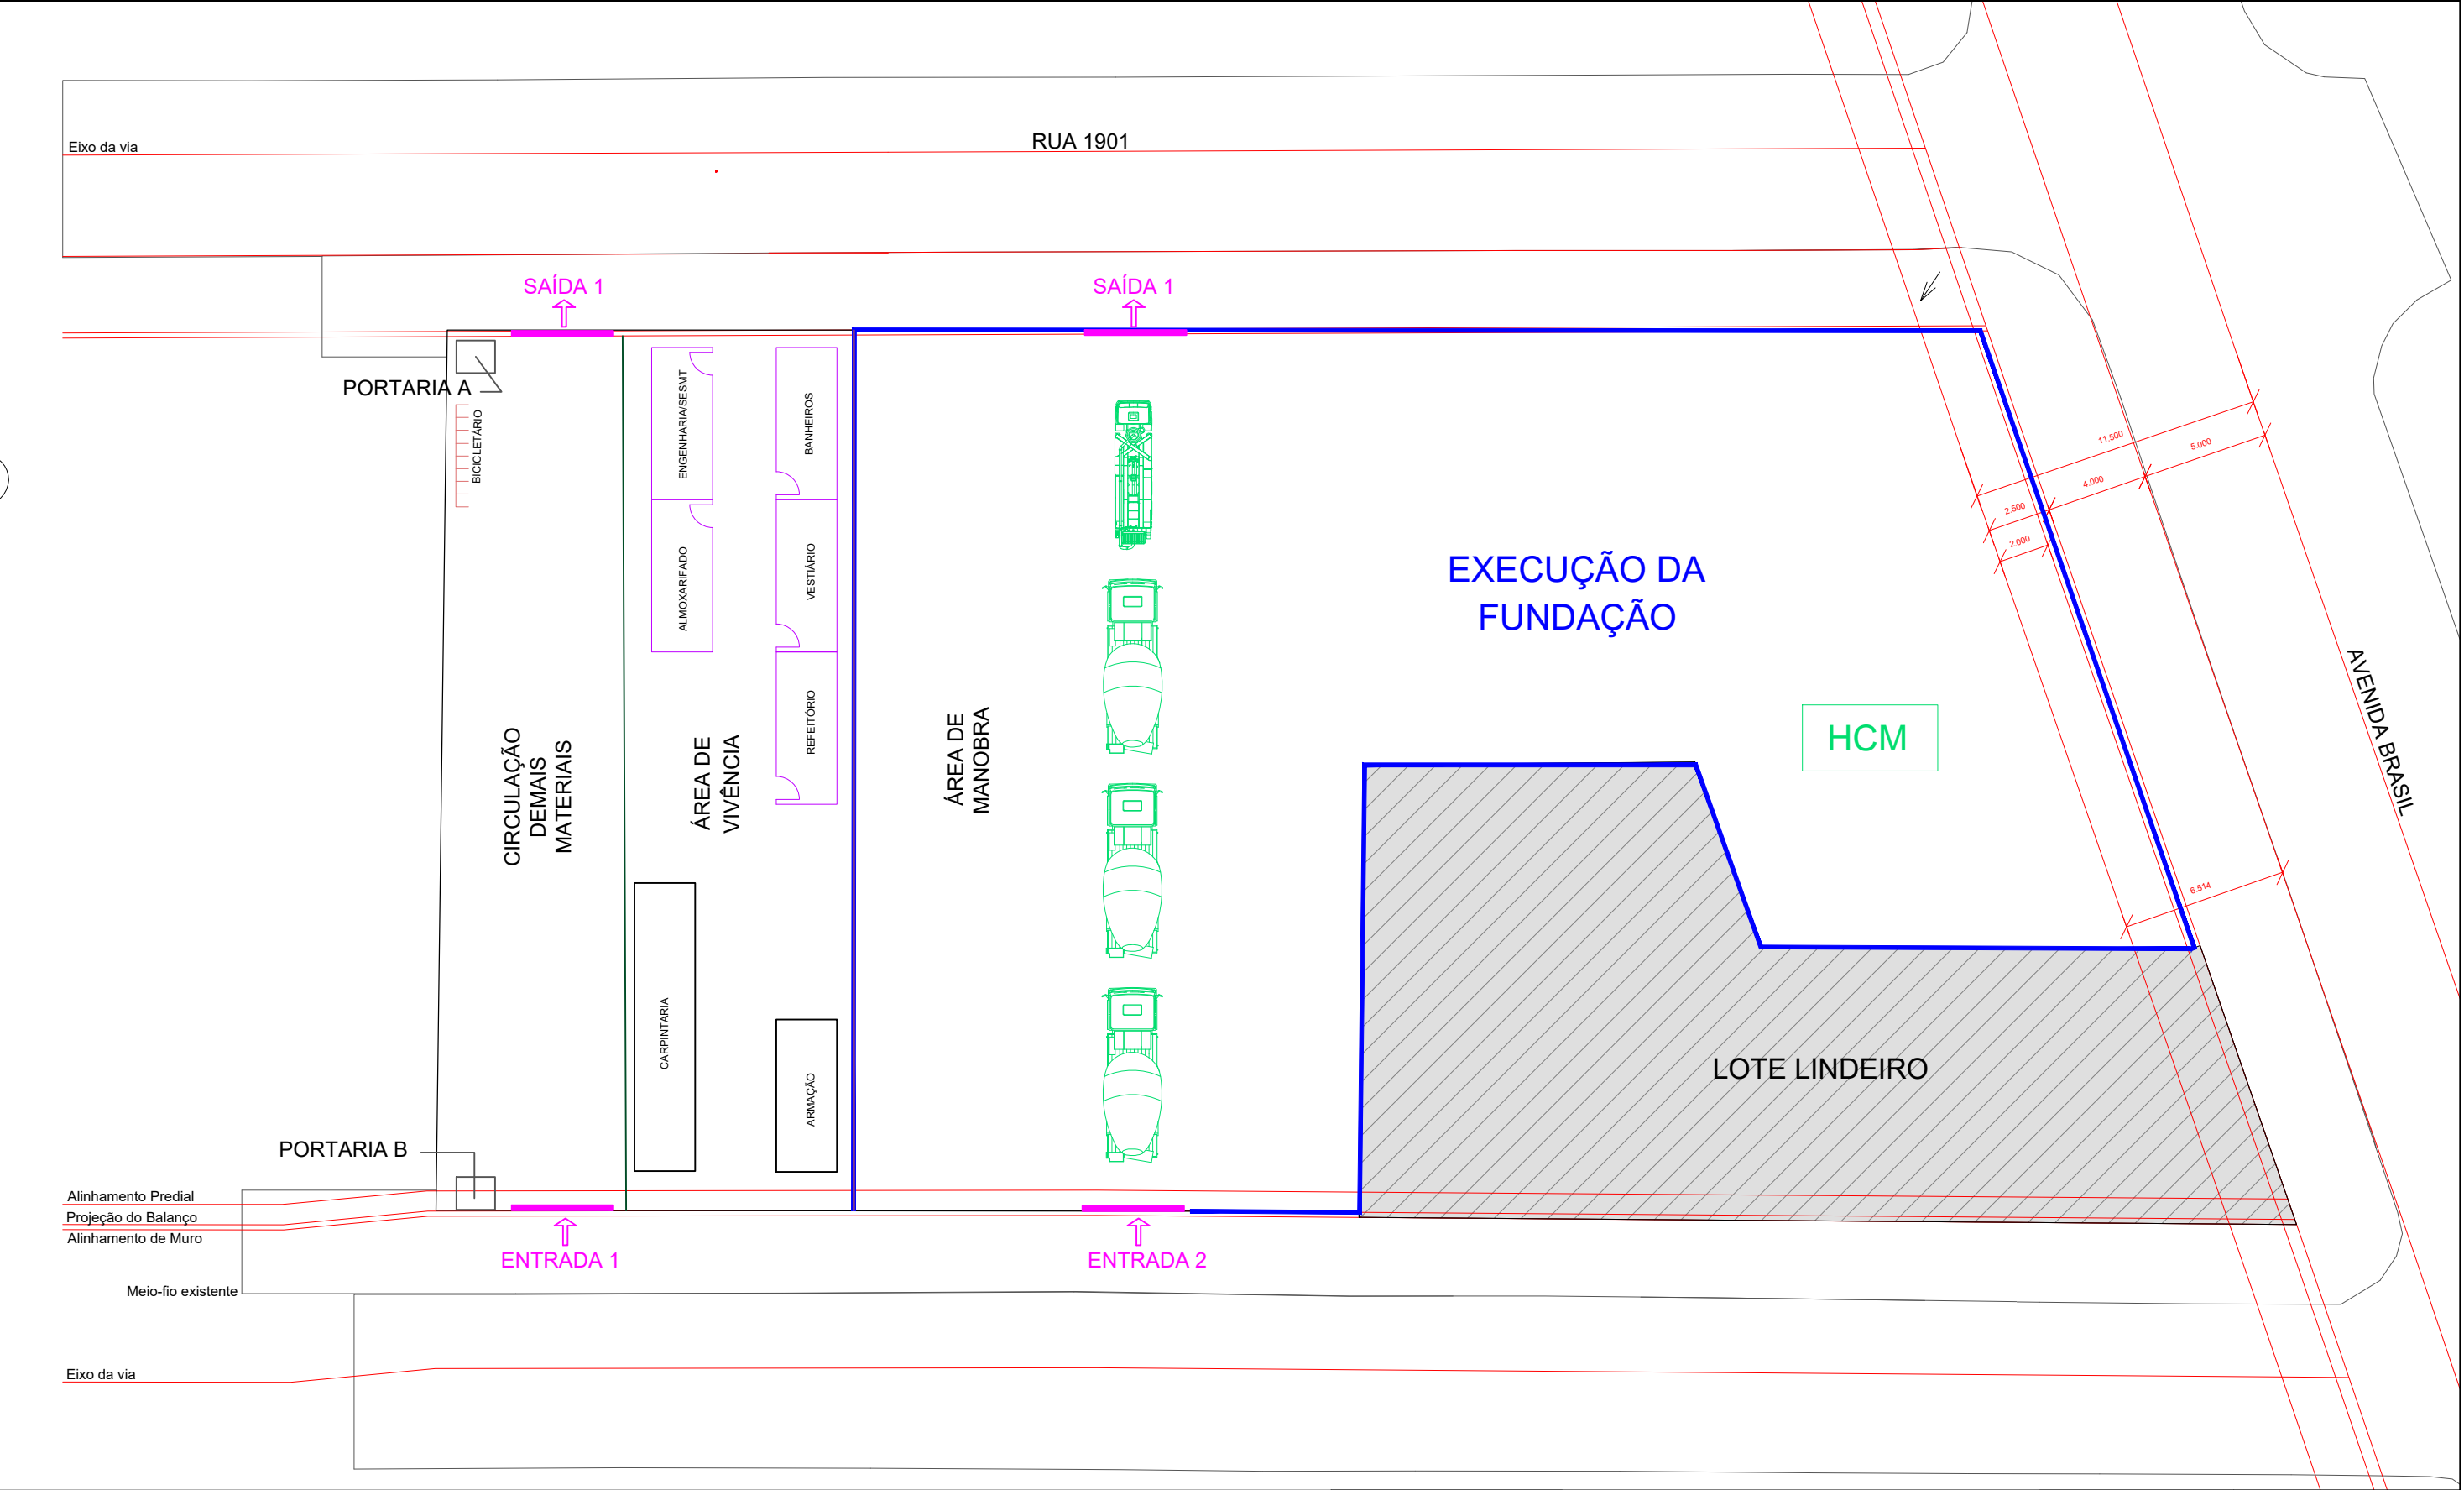 Eixo da via
RUA 1901
SAÍDA 1
SAÍDA 1
PORTARIA A
BICICLETÁRIO
ENGENHARIA/SESMT
BANHEIROS
11.500
5.000
4.000
2.500
2.000
ALMOXARIFADO
VESTIÁRIO
EXECUÇÃO DA
FUNDAÇÃO
REFEITÓRIO
CIRCULAÇÃO
DEMAIS
MATERIAIS
ÁREA DE
VIVÊNCIA
ÁREA DE
MANOBRA
HCM
AVENIDA BRASIL
6.514
CARPINTARIA
ARMAÇÃO
LOTE LINDEIRO
PORTARIA B
Alinhamento Predial
Projeção do Balanço
Alinhamento de Muro
ENTRADA 1
ENTRADA 2
Meio-fio existente
Eixo da via